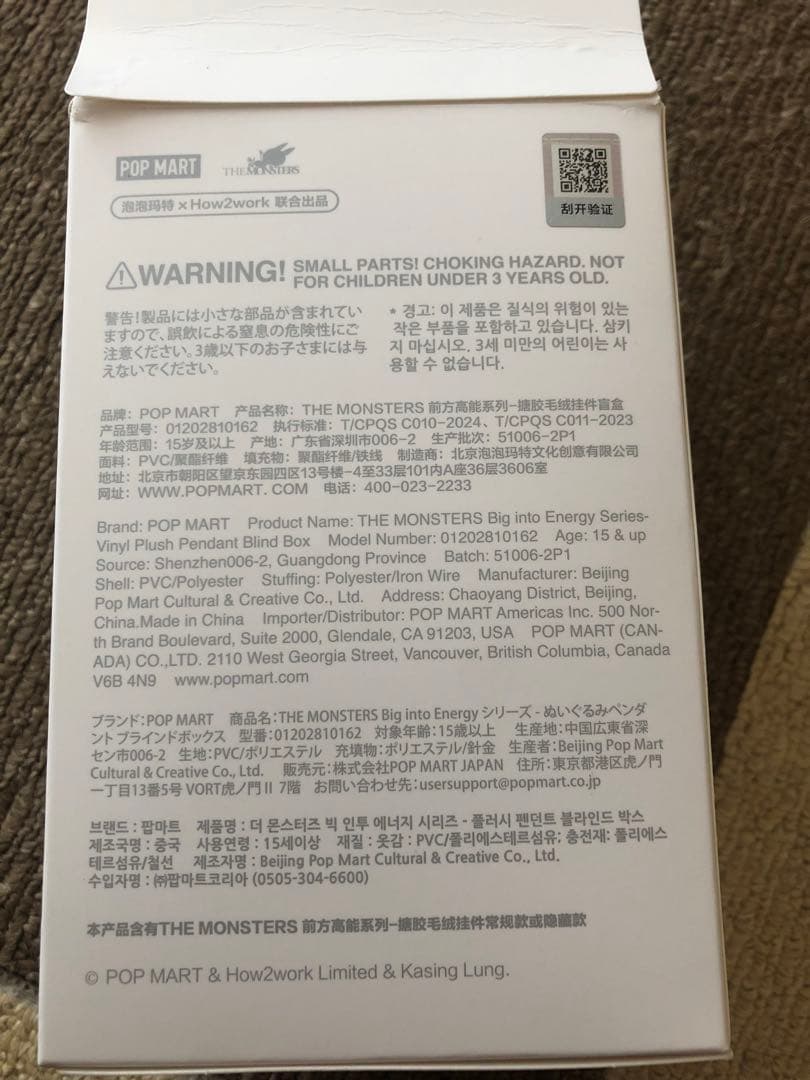 POP MART THE MONSTERS
泡泡玛特×How2work 联合出品
刮开验证
WARNING! SMALL PARTS! CHOKING HAZARD. NOT
FOR CHILDREN UNDER 3 YEARS OLD.
警告!製品には小さな部品が含まれてい
ますので、誤飲による窒息の危険性にご
注意ください。3歳以下のお子さまには与
えないでください。
* 경고: 이 제품은 질식의 위험이 있는
작은 부품을 포함하고 있습니다. 삼키
지 마십시오. 3세 미만의 어린이는 사
용할 수 없습니다.
品牌: POP MART 产品名称: THE MONSTERS 前方高能系列-搪胶毛绒挂件盲盒
产品型号: 01202810162 执行标准: T/CPQS C010-2024、T/CPQS C011-2023
年龄范围: 15岁及以上 产地: 广东省深圳市006-2 生产批次: 51006-2P1
面料: PVC/聚酯纤维 填充物: 聚酯纤维/铁线 制造商: 北京泡泡玛特文化创意有限公司
地址: 北京市朝阳区望京东园四区13号楼-4至33层101内A座36层3606室
网址: WWW.POPMART. COM 电话: 400-023-2233
Brand: POP MART Product Name: THE MONSTERS Big into Energy Series-
Vinyl Plush Pendant Blind Box Model Number: 01202810162 Age: 15 & up
Source: Shenzhen006-2, Guangdong Province Batch: 51006-2P1
Shell: PVC/Polyester Stuffing: Polyester/Iron Wire Manufacturer: Beijing
Pop Mart Cultural & Creative Co., Ltd. Address: Chaoyang District, Beijing,
China.Made in China Importer/Distributor: POP MART Americas Inc. 500 Nor-
th Brand Boulevard, Suite 2000, Glendale, CA 91203, USA POP MART (CAN-
ADA) CO.,LTD. 2110 West Georgia Street, Vancouver, British Columbia, Canada
V6B 4N9 www.popmart.com
ブランド:POP MART 商品名:THE MONSTERS Big into Energy シリーズ - ぬいぐるみペンダ
ント ブラインドボックス 型番:01202810162 対象年齢:15歳以上 生産地:中国広東省深
セン市006-2 生地:PVC/ポリエステル 充填物:ポリエステル/針金 生産者:Beijing Pop Mart
Cultural & Creative Co., Ltd. 販売元:株式会社POP MART JAPAN 住所:東京都港区虎ノ門
一丁目13番5号 VORT虎ノ門Ⅱ 7階 お問い合わせ先:usersupport@popmart.co.jp
브랜드 : 팝마트 제품명 : 더 몬스터즈 빅 인투 에너지 시리즈 - 플러시 펜던트 블라인드 박스
제조국명 : 중국 사용연령 : 15세이상 재질 : 옷감 : PVC/폴리에스테르섬유; 충전재: 폴리에스
테르섬유/철선 제조자명 : Beijing Pop Mart Cultural & Creative Co., Ltd.
수입자명 : ㈜팝마트코리아 (0505-304-6600)
本产品含有THE MONSTERS 前方高能系列-搪胶毛绒挂件常规款或隐藏款
© POP MART & How2work Limited & Kasing Lung.